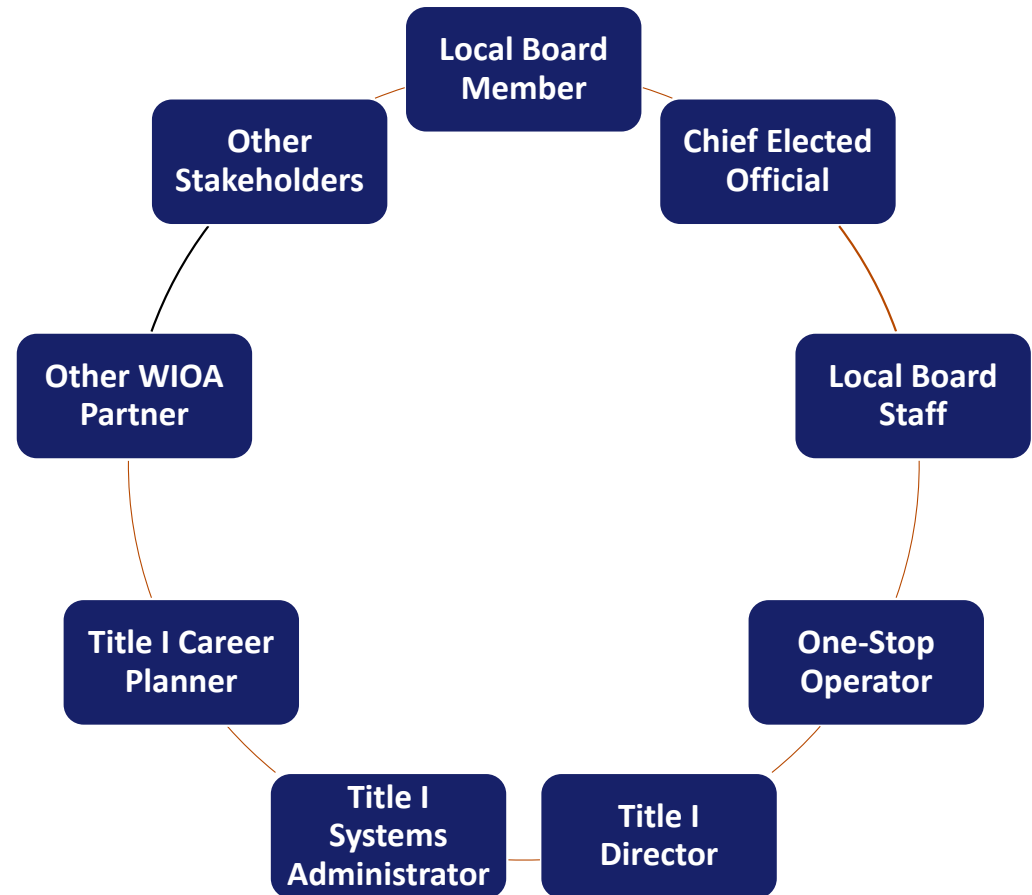 Local Board
Member
Chief Elected
Official
Local Board
Staff
One-Stop
Operator
Title I
Director
Title I
Systems
Administrator
Title I Career
Planner
Other WIOA
Partner
Other
Stakeholders